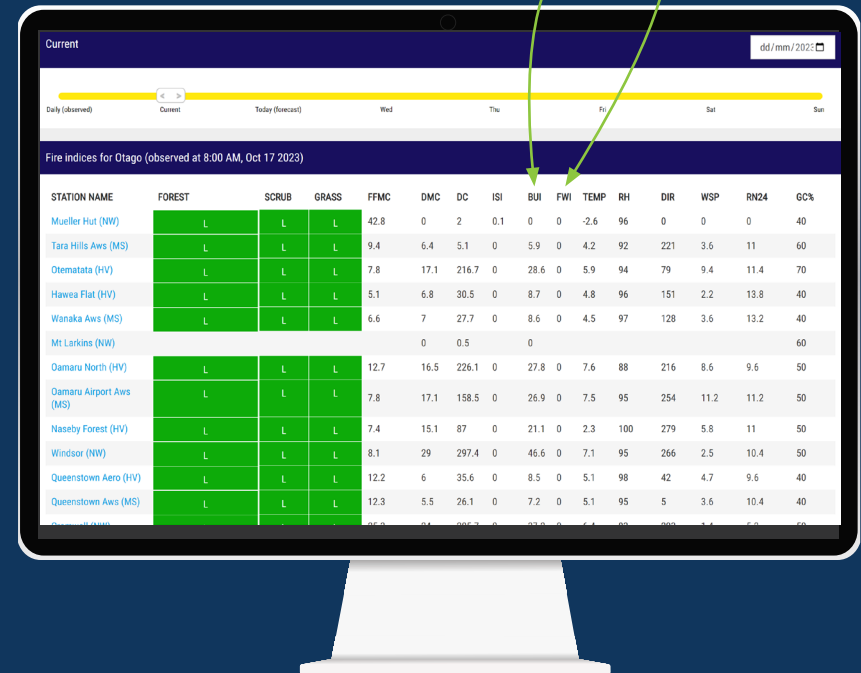 Current
dd/mm/2023
< >
Daily (observed) Current Today (forecast) Wed Thu Fri Sat Sun
Fire indices for Otago (observed at 8:00 AM, Oct 17 2023)
STATION NAME FOREST SCRUB GRASS FFMC DMC DC ISI BUI FWI TEMP RH DIR WSP RN24 GC%
Mueller Hut (NW) L L L 42.8 0 2 0.1 0 0 -2.6 96 0 0 0 40
Tara Hills Aws (MS) L L L 9.4 6.4 5.1 0 5.9 0 4.2 92 221 3.6 11 60
Otematata (HV) L L L 7.8 17.1 216.7 0 28.6 0 5.9 94 79 9.4 11.4 70
Hawea Flat (HV) L L L 5.1 6.8 30.5 0 8.7 0 4.8 96 151 2.2 13.8 40
Wanaka Aws (MS) L L L 6.6 7 27.7 0 8.6 0 4.5 97 128 3.6 13.2 40
Mt Larkins (NW) 0 0.5 0 60
Oamaru North (HV) L L L 12.7 16.5 226.1 0 27.8 0 7.6 88 216 8.6 9.6 50
Oamaru Airport Aws L L L 7.8 17.1 158.5 0 26.9 0 7.5 95 254 11.2 11.2 50
(MS)
Naseby Forest (HV) L L L 7.4 15.1 87 0 21.1 0 2.3 100 279 5.8 11 50
Windsor (NW) L L L 8.1 29 297.4 0 46.6 0 7.1 95 266 2.5 10.4 50
Queenstown Aero (HV) L L L 12.2 6 35.6 0 8.5 0 5.1 98 42 4.7 9.6 40
Queenstown Aws (MS) L L L 12.3 5.5 26.1 0 7.2 0 5.1 95 5 3.6 10.4 40